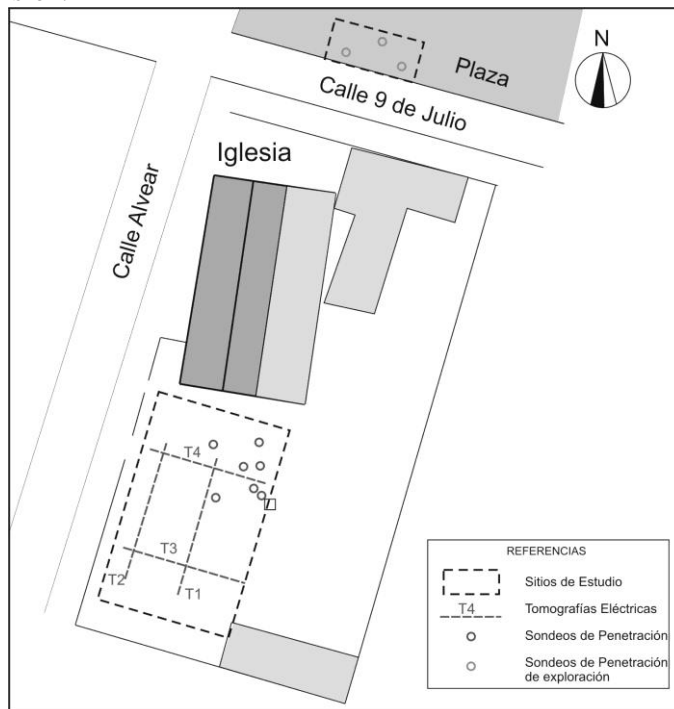 N
Plaza
Calle 9 de Julio
Iglesia
Calle Alvear
T4
T3
T2
T1
REFERENCIAS
Sitios de Estudio
T4
Tomografías Eléctricas
Sondeos de Penetración
Sondeos de Penetración
de exploración